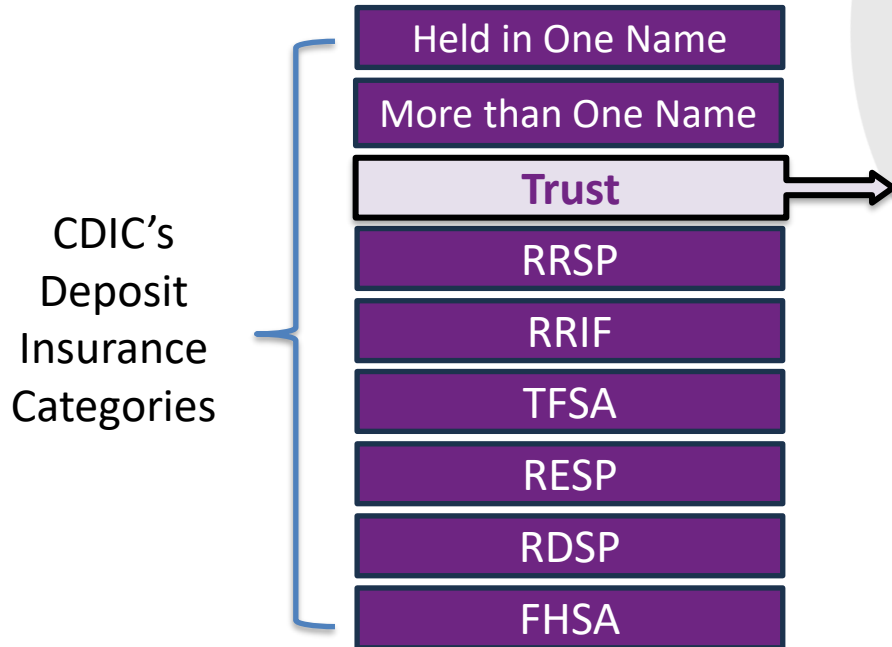 CDIC’s
Deposit
Insurance
Categories
Held in One Name
More than One Name
Trust
RRSP
RRIF
TFSA
RESP
RDSP
FHSA